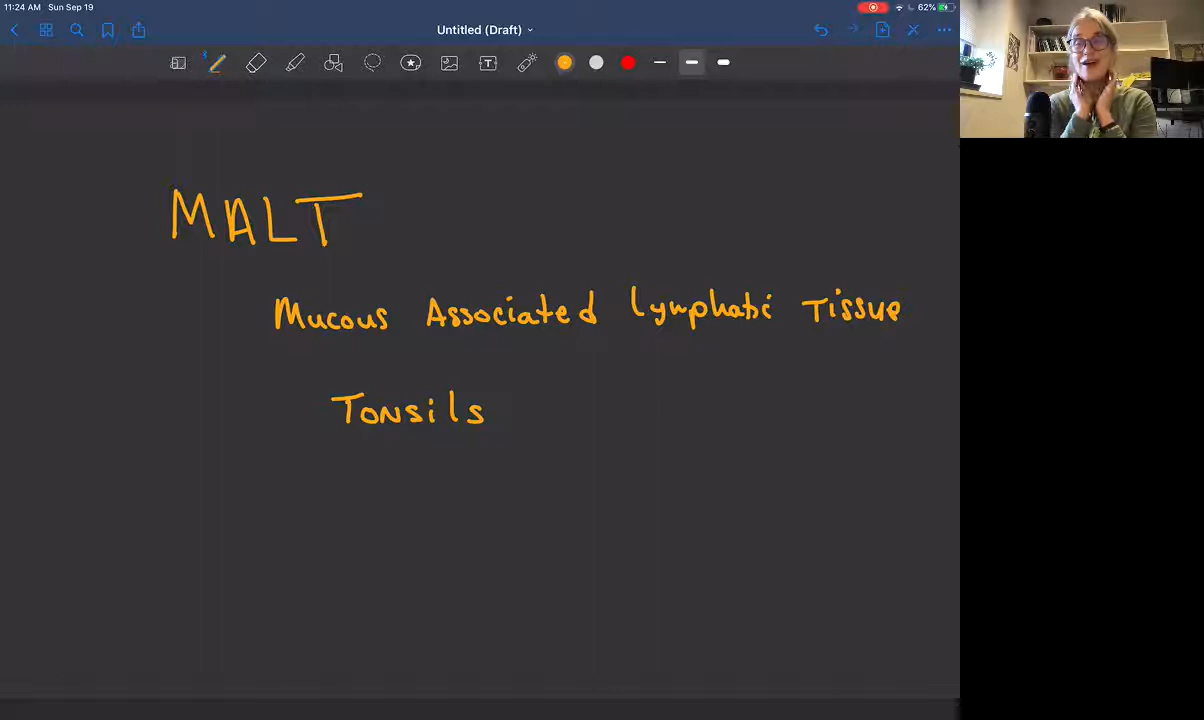 11:24 AM Sun Sep 19
62%
Untitled (Draft)
MALT
Mucous Associated Lymphatic Tissue
Tonsils